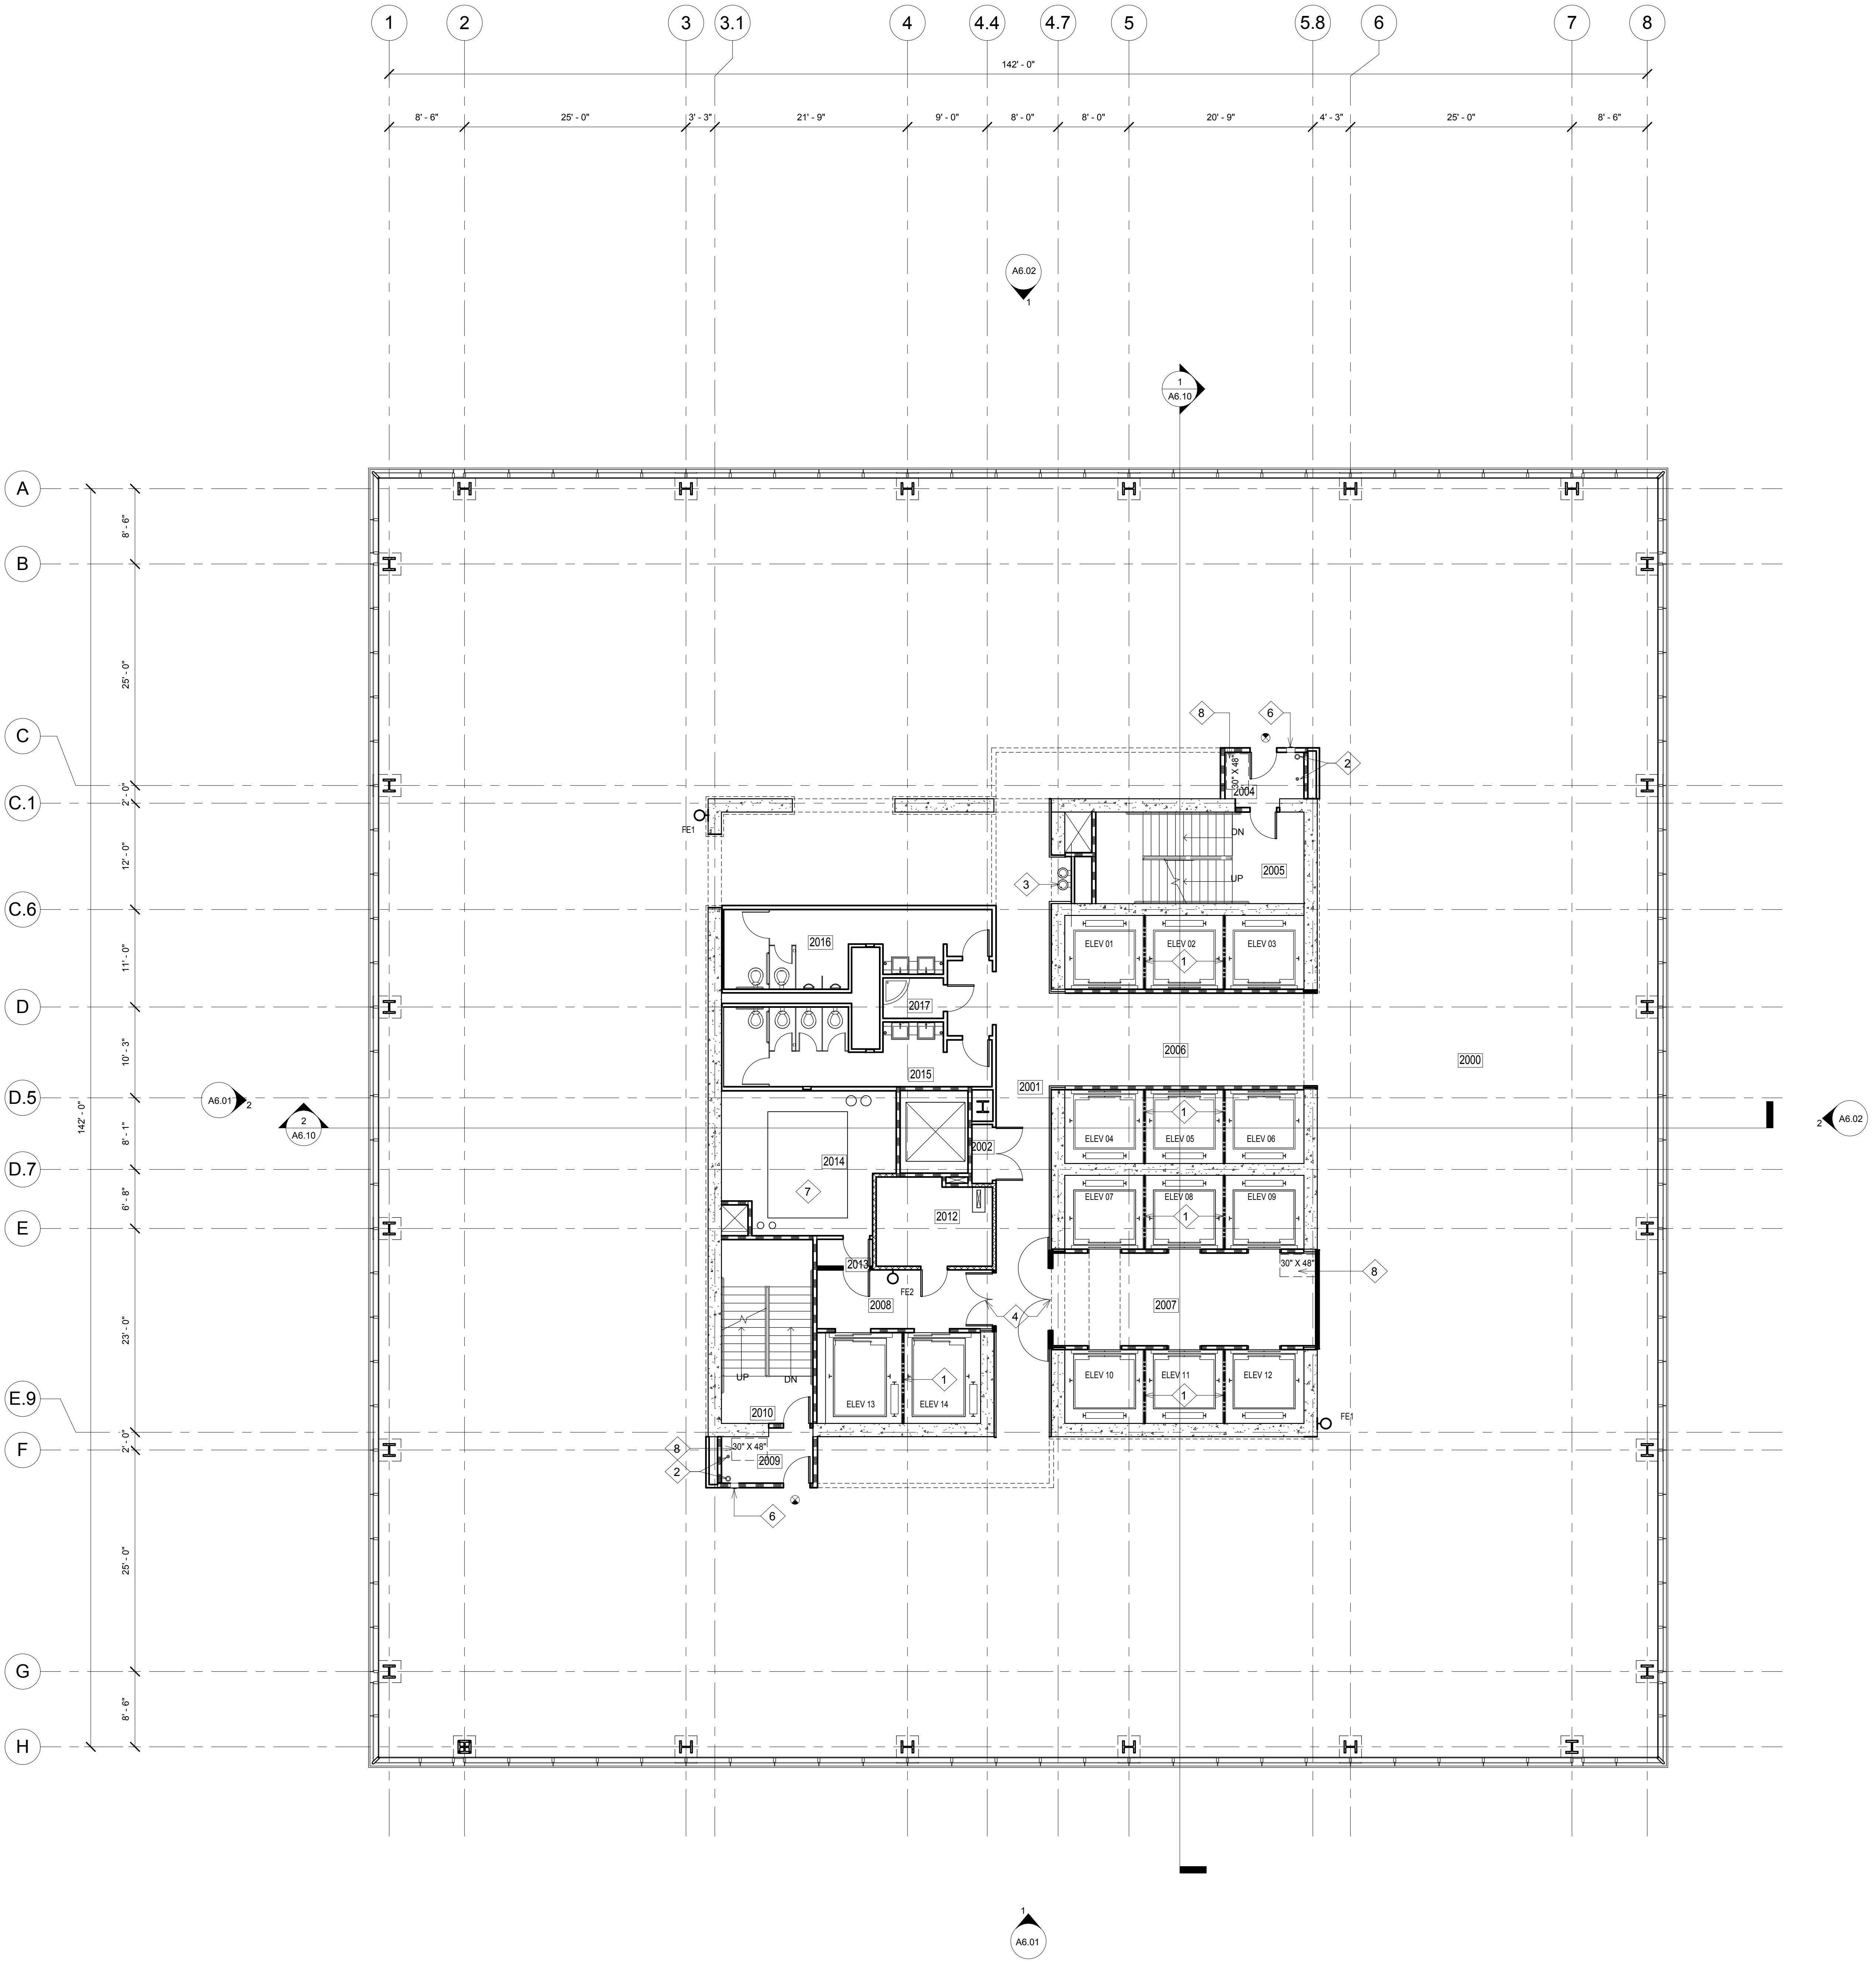 1 2 3 3.1 4 4.4 4.7 5 5.8 6 7 8
142' - 0"
8' - 6" 25' - 0" 3' - 3" 21' - 9" 9' - 0" 8' - 0" 8' - 0" 20' - 9" 4' - 3" 25' - 0" 8' - 6"
A6.02
1
1
A6.10
A
8' - 6"
B
25' - 0"
C
2' - 0"
C.1
12' - 0"
C.6
11' - 0"
D
10' - 3"
D.5
8' - 1"
D.7
6' - 8"
E
23' - 0"
E.9
2' - 0"
F
25' - 0"
G
8' - 6"
H
142' - 0"
8 6
2
30" X 48"
2004
FE1
DN
2005
UP
3
2016
ELEV 01 ELEV 02 ELEV 03
1
2017
2006
2000
2015
2001
A6.01
2
2
A6.10
1
A6.02
2
ELEV 04 ELEV 05 ELEV 06
2002
2014
7
ELEV 07 ELEV 08 ELEV 09
1
2012
2013
30" X 48"
8
FE2
2008
2007
4
UP DN
ELEV 10 ELEV 11 ELEV 12
1
1
ELEV 13 ELEV 14
2010
FE1
8
30" X 48"
2009
2
6
1
A6.01